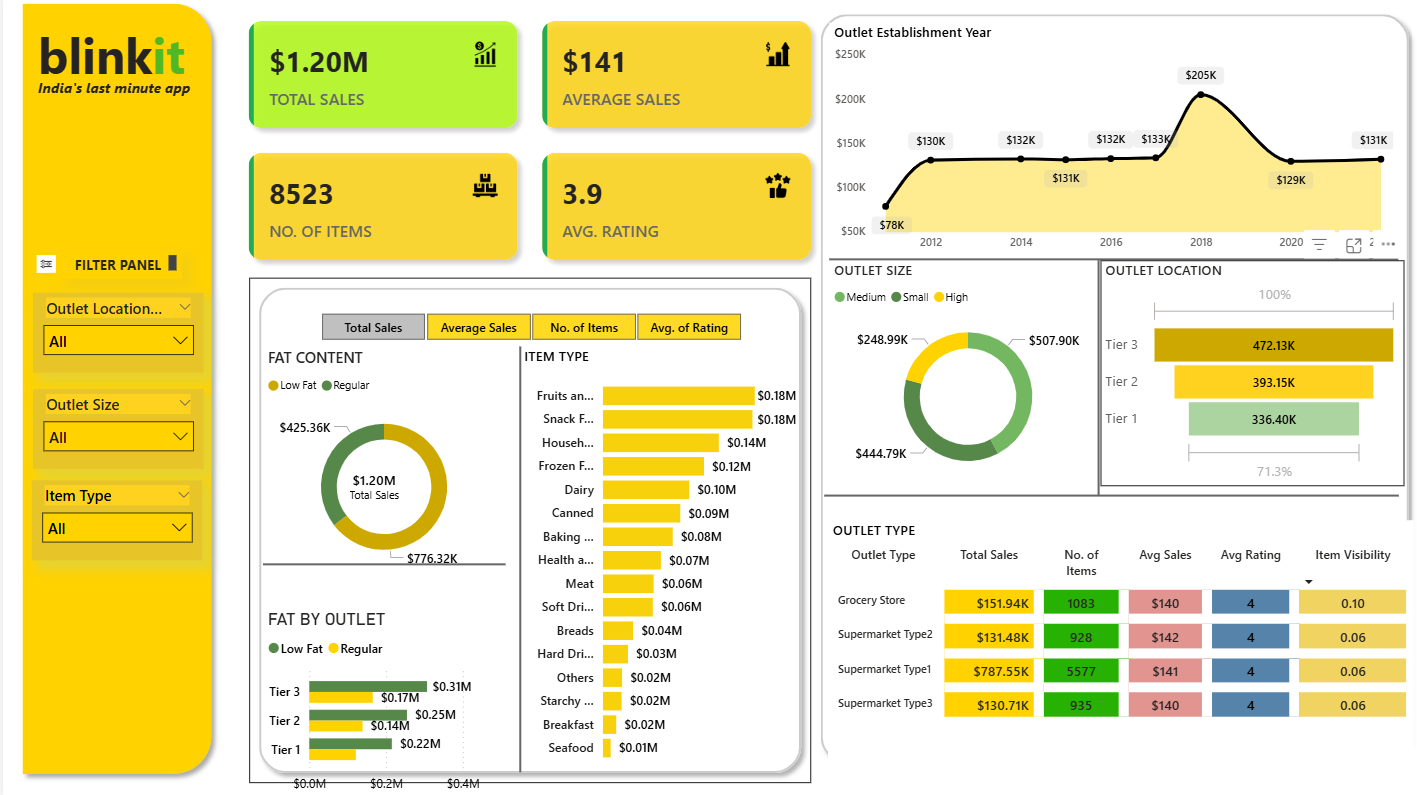 blinkit
India's last minute app
FILTER PANEL
Outlet Location...
All
Outlet Size
All
Item Type
All
$1.20M
TOTAL SALES
$141
AVERAGE SALES
8523
NO. OF ITEMS
3.9
AVG. RATING
Total Sales Average Sales No. of Items Avg. of Rating
FAT CONTENT
Low Fat Regular
$425.36K
$1.20M
Total Sales
$776.32K
FAT BY OUTLET
Low Fat Regular
Tier 3 $0.31M
$0.17M
Tier 2 $0.25M
$0.14M
Tier 1 $0.22M
$0.0M $0.2M $0.4M
ITEM TYPE
Fruits an... $0.18M
Snack F... $0.18M
Househ... $0.14M
Frozen F... $0.12M
Dairy $0.10M
Canned $0.09M
Baking ... $0.08M
Health a... $0.07M
Meat $0.06M
Soft Dri... $0.06M
Breads $0.04M
Hard Dri... $0.03M
Others $0.02M
Starchy ... $0.02M
Breakfast $0.02M
Seafood $0.01M
Outlet Establishment Year
$250K
$200K
$150K
$100K
$50K
$78K
$130K
$132K
$131K
$132K
$133K
$205K
$129K
$131K
2012 2014 2016 2018 2020
OUTLET SIZE
Medium Small High
$248.99K
$507.90K
$444.79K
OUTLET LOCATION
100%
Tier 3 472.13K
Tier 2 393.15K
Tier 1 336.40K
71.3%
OUTLET TYPE
Outlet Type Total Sales No. of Items Avg Sales Avg Rating Item Visibility
Grocery Store $151.94K 1083 $140 4 0.10
Supermarket Type2 $131.48K 928 $142 4 0.06
Supermarket Type1 $787.55K 5577 $141 4 0.06
Supermarket Type3 $130.71K 935 $140 4 0.06